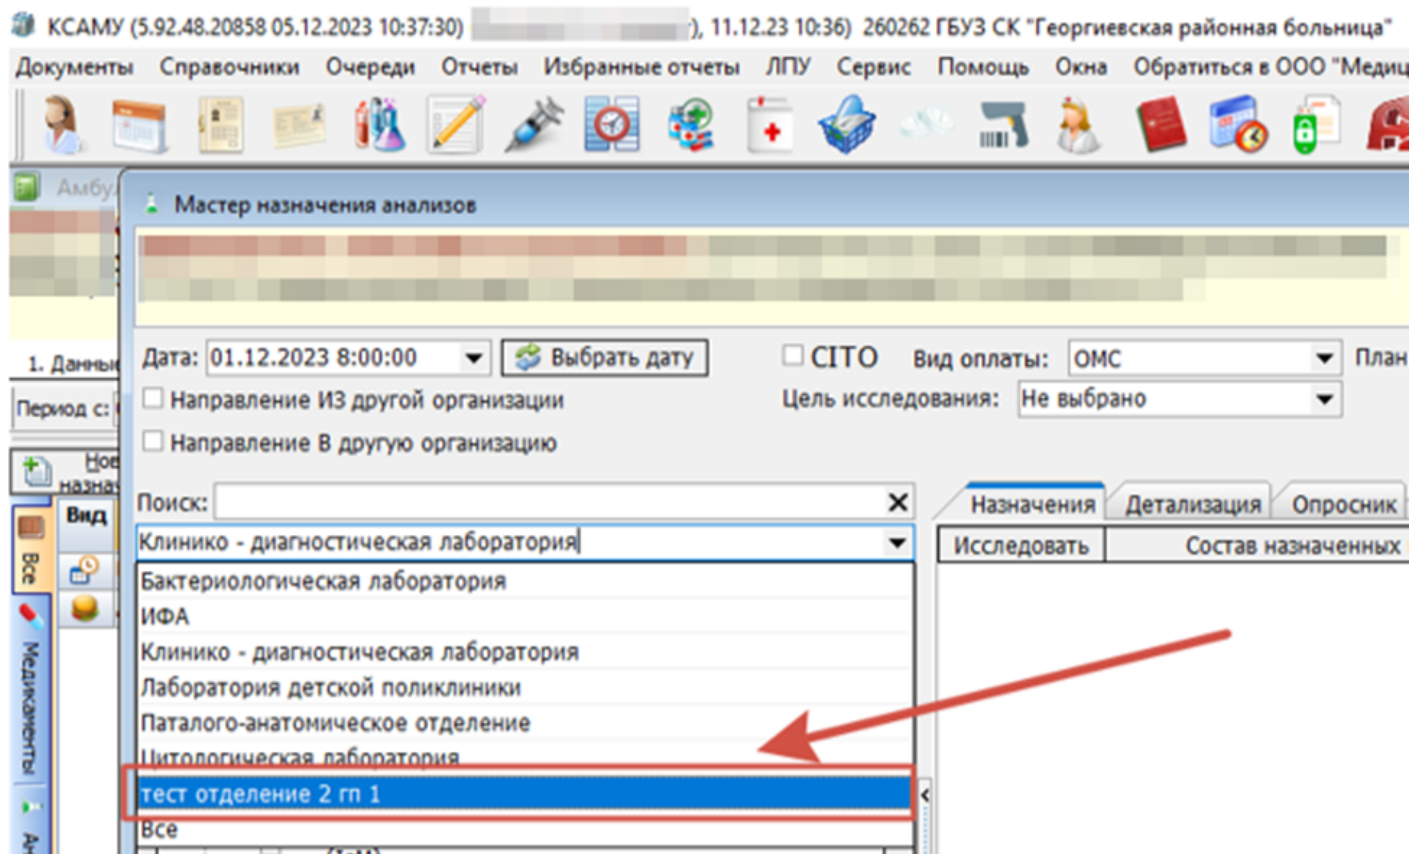 КСАМУ (5.92.48.20858 05.12.2023 10:37:30) ), 11.12.23 10:36) 260262 ГБУЗ СК "Георгиевская районная больница"
Документы Справочники Очереди Отчеты Избранные отчеты ЛПУ Сервис Помощь Окна Обратиться в ООО "Медиц
Амбу
Мастер назначения анализов
1. Данные
Дата: 01.12.2023 8:00:00 Выбрать дату CITO Вид оплаты: ОМС План
Период с:
Направление ИЗ другой организации Цель исследования: Не выбрано
Направление В другую организацию
Нов
назнач
Поиск:
Назначения Детализация Опросник
Вид
Клинико - диагностическая лаборатория
Исследовать Состав назначенных
Все
Бактериологическая лаборатория
ИФА
Клинико - диагностическая лаборатория
Медикаменты
Лаборатория детской поликлиники
Паталого-анатомическое отделение
Цитологическая лаборатория
тест отделение 2 гп 1
Все
Ан